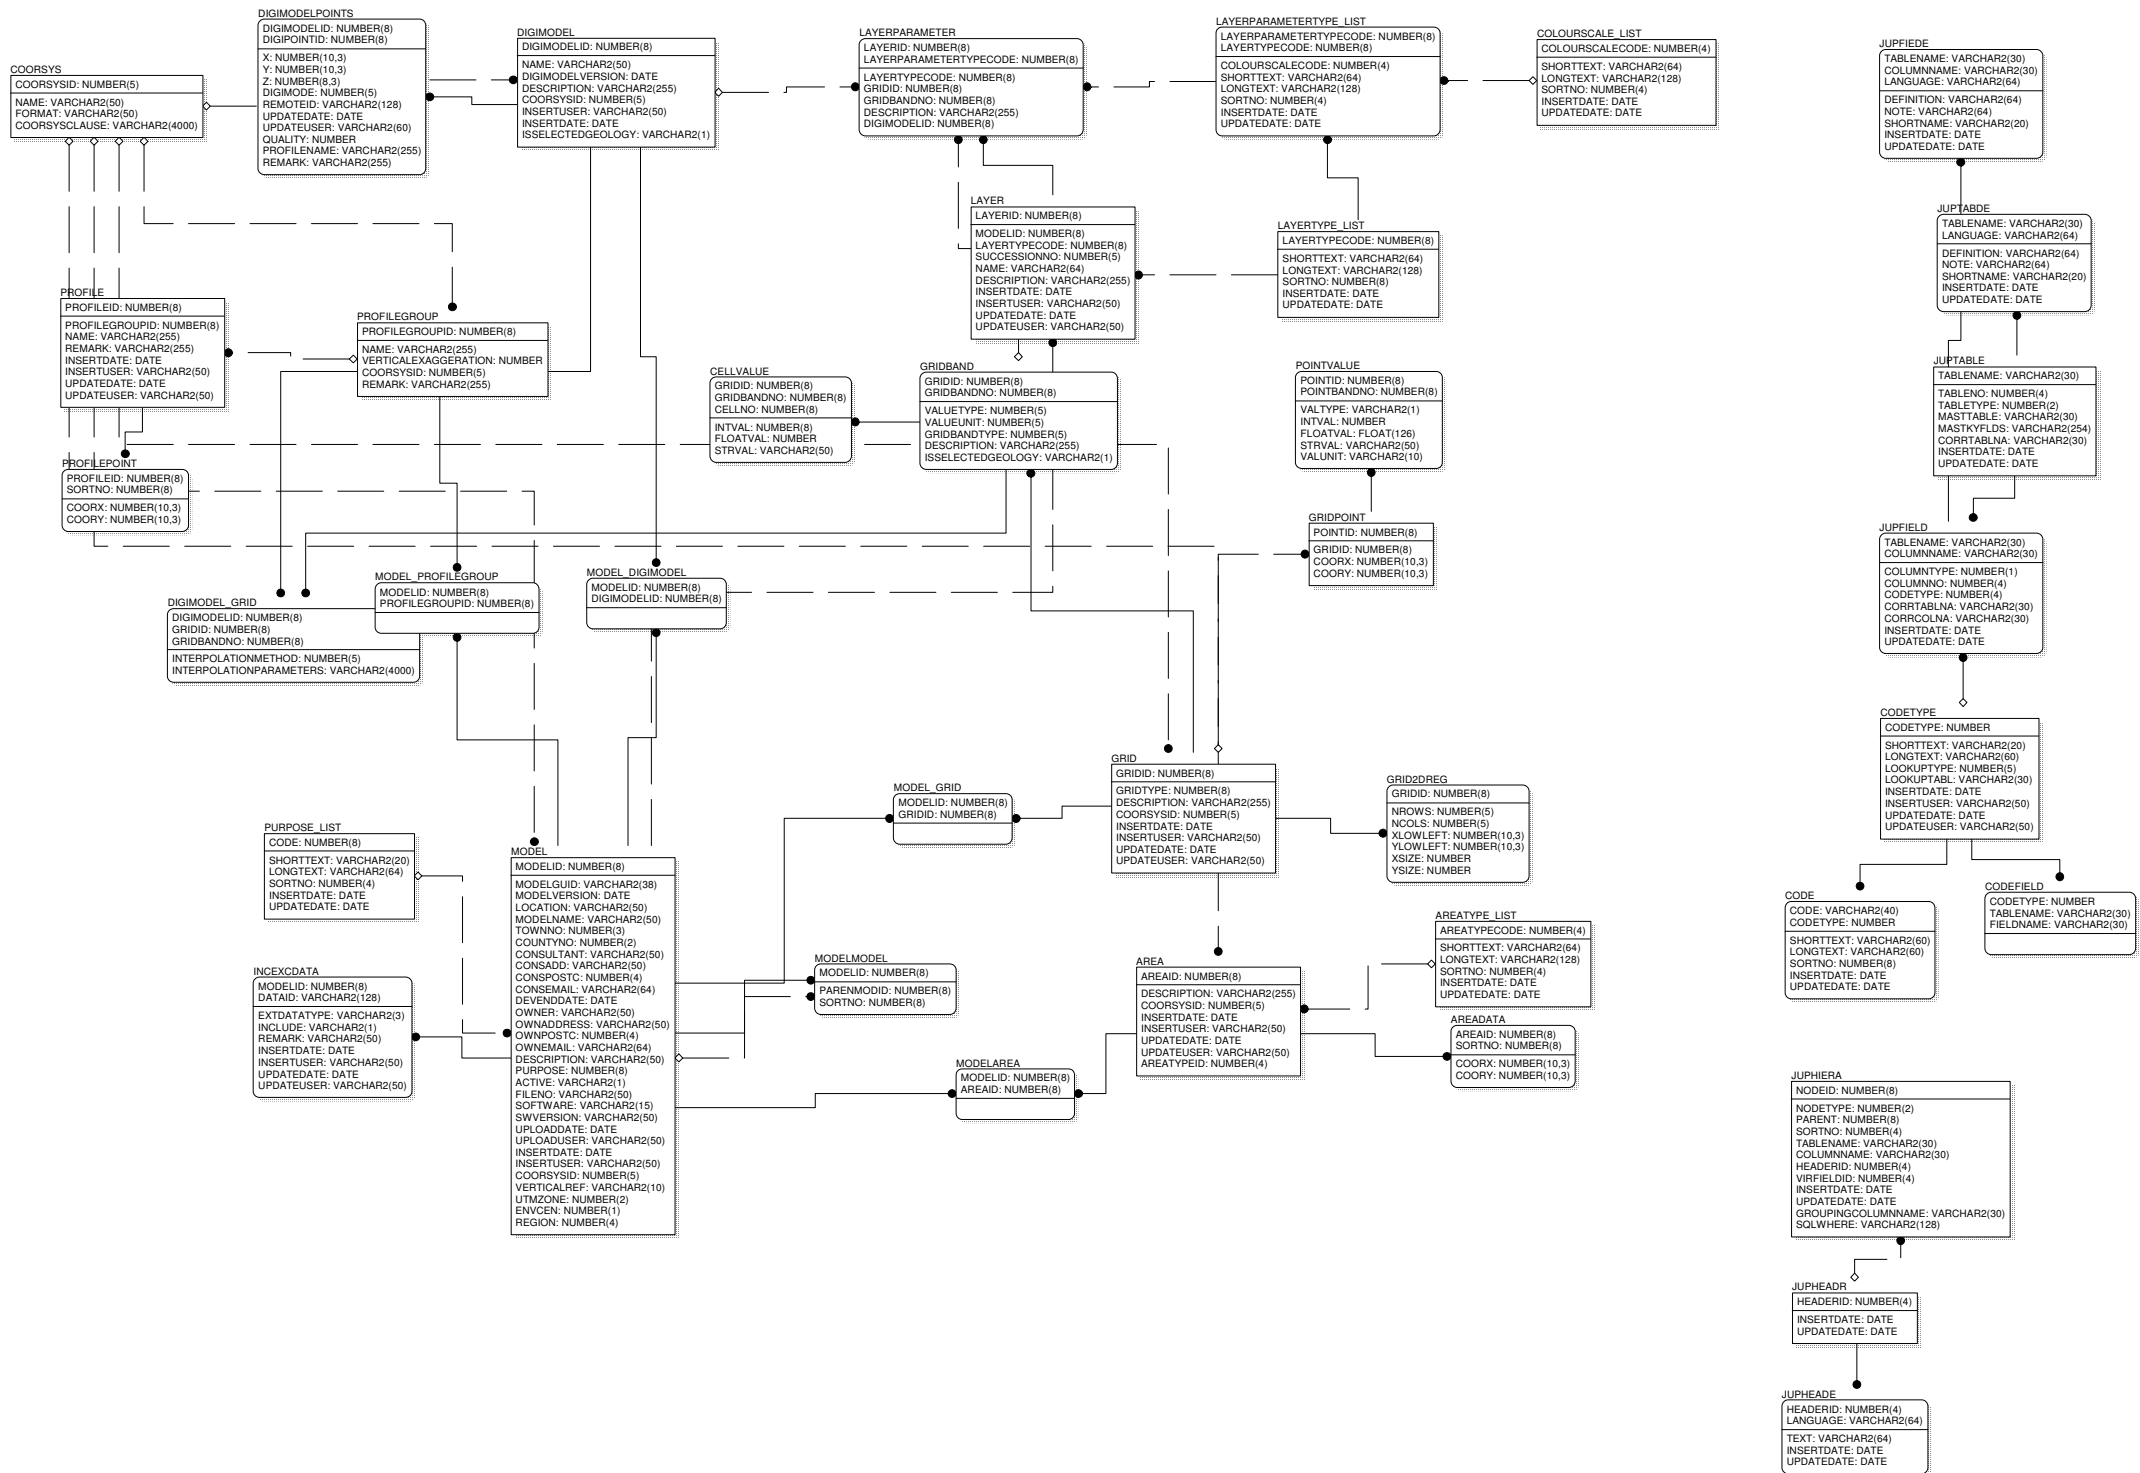 DIGIMODELPOINTS
DIGIMODELID: NUMBER(8)
DIGIPOINTID: NUMBER(8)
X: NUMBER(10,3)
Y: NUMBER(10,3)
Z: NUMBER(8,3)
DIGIMODE: NUMBER(5)
REMOTEID: VARCHAR2(128)
UPDATEDATE: DATE
UPDATEUSER: VARCHAR2(60)
QUALITY: NUMBER
PROFILENAME: VARCHAR2(255)
REMARK: VARCHAR2(255)
DIGIMODEL
DIGIMODELID: NUMBER(8)
NAME: VARCHAR2(50)
DIGIMODELVERSION: DATE
DESCRIPTION: VARCHAR2(255)
COORSYSID: NUMBER(5)
INSERTUSER: VARCHAR2(50)
INSERTDATE: DATE
ISSELECTEDGEOLOGY: VARCHAR2(1)
LAYERPARAMETER
LAYERID: NUMBER(8)
LAYERPARAMETERTYPECODE: NUMBER(8)
LAYERTYPECODE: NUMBER(8)
GRIDID: NUMBER(8)
GRIDBANDNO: NUMBER(8)
DESCRIPTION: VARCHAR2(255)
DIGIMODELID: NUMBER(8)
LAYERPARAMETERTYPE_LIST
LAYERPARAMETERTYPECODE: NUMBER(8)
LAYERTYPECODE: NUMBER(8)
COLOURSCALECODE: NUMBER(4)
SHORTTEXT: VARCHAR2(64)
LONGTEXT: VARCHAR2(128)
SORTNO: NUMBER(4)
INSERTDATE: DATE
UPDATEDATE: DATE
COLOURSCALE_LIST
COLOURSCALECODE: NUMBER(4)
SHORTTEXT: VARCHAR2(64)
LONGTEXT: VARCHAR2(128)
SORTNO: NUMBER(4)
INSERTDATE: DATE
UPDATEDATE: DATE
JUPFIEDE
TABLENAME: VARCHAR2(30)
COLUMNNAME: VARCHAR2(30)
LANGUAGE: VARCHAR2(64)
DEFINITION: VARCHAR2(64)
NOTE: VARCHAR2(64)
SHORTNAME: VARCHAR2(20)
INSERTDATE: DATE
UPDATEDATE: DATE
COORSYS
COORSYSID: NUMBER(5)
NAME: VARCHAR2(50)
FORMAT: VARCHAR2(50)
COORSYSCLAUSE: VARCHAR2(4000)
LAYER
LAYERID: NUMBER(8)
MODELID: NUMBER(8)
LAYERTYPECODE: NUMBER(8)
SUCCESSIONNO: NUMBER(5)
NAME: VARCHAR2(64)
DESCRIPTION: VARCHAR2(255)
INSERTDATE: DATE
INSERTUSER: VARCHAR2(50)
UPDATEDATE: DATE
UPDATEUSER: VARCHAR2(50)
LAYERTYPE_LIST
LAYERTYPECODE: NUMBER(8)
SHORTTEXT: VARCHAR2(64)
LONGTEXT: VARCHAR2(128)
SORTNO: NUMBER(8)
INSERTDATE: DATE
UPDATEDATE: DATE
JUPTABDE
TABLENAME: VARCHAR2(30)
LANGUAGE: VARCHAR2(64)
DEFINITION: VARCHAR2(64)
NOTE: VARCHAR2(64)
SHORTNAME: VARCHAR2(20)
INSERTDATE: DATE
UPDATEDATE: DATE
PROFILE
PROFILEID: NUMBER(8)
PROFILEGROUPID: NUMBER(8)
NAME: VARCHAR2(255)
REMARK: VARCHAR2(255)
INSERTDATE: DATE
INSERTUSER: VARCHAR2(50)
UPDATEDATE: DATE
UPDATEUSER: VARCHAR2(50)
PROFILEGROUP
PROFILEGROUPID: NUMBER(8)
NAME: VARCHAR2(255)
VERTICALEXAGGERATION: NUMBER
COORSYSID: NUMBER(5)
REMARK: VARCHAR2(255)
CELLVALUE
GRIDID: NUMBER(8)
GRIDBANDNO: NUMBER(8)
CELLNO: NUMBER(8)
INTVAL: NUMBER(8)
FLOATVAL: NUMBER
STRVAL: VARCHAR2(50)
GRIDBAND
GRIDID: NUMBER(8)
GRIDBANDNO: NUMBER(8)
VALUETYPE: NUMBER(5)
VALUEUNIT: NUMBER(5)
GRIDBANDTYPE: NUMBER(5)
DESCRIPTION: VARCHAR2(255)
ISSELECTEDGEOLOGY: VARCHAR2(1)
POINTVALUE
POINTID: NUMBER(8)
POINTBANDNO: NUMBER(8)
VALTYPE: VARCHAR2(1)
INTVAL: NUMBER
FLOATVAL: FLOAT(126)
STRVAL: VARCHAR2(50)
VALUNIT: VARCHAR2(10)
JUPTABLE
TABLENAME: VARCHAR2(30)
TABLENO: NUMBER(4)
TABLETYPE: NUMBER(2)
MASTTABLE: VARCHAR2(30)
MASTKYFLDS: VARCHAR2(254)
CORRTABLNA: VARCHAR2(30)
INSERTDATE: DATE
UPDATEDATE: DATE
PROFILEPOINT
PROFILEID: NUMBER(8)
SORTNO: NUMBER(8)
COORX: NUMBER(10,3)
COORY: NUMBER(10,3)
GRIDPOINT
POINTID: NUMBER(8)
GRIDID: NUMBER(8)
COORX: NUMBER(10,3)
COORY: NUMBER(10,3)
JUPFIELD
TABLENAME: VARCHAR2(30)
COLUMNNAME: VARCHAR2(30)
COLUMNTYPE: NUMBER(1)
COLUMNNO: NUMBER(4)
CODETYPE: NUMBER(4)
CORRTABLNA: VARCHAR2(30)
CORRCOLNA: VARCHAR2(30)
INSERTDATE: DATE
UPDATEDATE: DATE
MODEL_PROFILEGROUP
MODELID: NUMBER(8)
PROFILEGROUPID: NUMBER(8)
MODEL_DIGIMODEL
MODELID: NUMBER(8)
DIGIMODELID: NUMBER(8)
DIGIMODEL_GRID
DIGIMODELID: NUMBER(8)
GRIDID: NUMBER(8)
GRIDBANDNO: NUMBER(8)
INTERPOLATIONMETHOD: NUMBER(5)
INTERPOLATIONPARAMETERS: VARCHAR2(4000)
CODETYPE
CODETYPE: NUMBER
SHORTTEXT: VARCHAR2(20)
LONGTEXT: VARCHAR2(60)
LOOKUPTYPE: NUMBER(5)
LOOKUPTABL: VARCHAR2(30)
INSERTDATE: DATE
INSERTUSER: VARCHAR2(50)
UPDATEDATE: DATE
UPDATEUSER: VARCHAR2(50)
MODEL_GRID
MODELID: NUMBER(8)
GRIDID: NUMBER(8)
GRID
GRIDID: NUMBER(8)
GRIDTYPE: NUMBER(8)
DESCRIPTION: VARCHAR2(255)
COORSYSID: NUMBER(5)
INSERTDATE: DATE
INSERTUSER: VARCHAR2(50)
UPDATEDATE: DATE
UPDATEUSER: VARCHAR2(50)
GRID2DREG
GRIDID: NUMBER(8)
NROWS: NUMBER(5)
NCOLS: NUMBER(5)
XLOWLEFT: NUMBER(10,3)
YLOWLEFT: NUMBER(10,3)
XSIZE: NUMBER
YSIZE: NUMBER
PURPOSE_LIST
CODE: NUMBER(8)
SHORTTEXT: VARCHAR2(20)
LONGTEXT: VARCHAR2(64)
SORTNO: NUMBER(4)
INSERTDATE: DATE
UPDATEDATE: DATE
MODEL
MODELID: NUMBER(8)
MODELGUID: VARCHAR2(38)
MODELVERSION: DATE
LOCATION: VARCHAR2(50)
MODELNAME: VARCHAR2(50)
TOWNNO: NUMBER(3)
COUNTYNO: NUMBER(2)
CONSULTANT: VARCHAR2(50)
CONSADD: VARCHAR2(50)
CONSPOSTC: NUMBER(4)
CONSEMAIL: VARCHAR2(64)
DEVENDDATE: DATE
OWNER: VARCHAR2(50)
OWNADDRESS: VARCHAR2(50)
OWNPOSTC: NUMBER(4)
OWNEMAIL: VARCHAR2(64)
DESCRIPTION: VARCHAR2(50)
PURPOSE: NUMBER(8)
ACTIVE: VARCHAR2(1)
FILENO: VARCHAR2(50)
SOFTWARE: VARCHAR2(15)
SWVERSION: VARCHAR2(50)
UPLOADDATE: DATE
UPLOADUSER: VARCHAR2(50)
INSERTDATE: DATE
INSERTUSER: VARCHAR2(50)
COORSYSID: NUMBER(5)
VERTICALREF: VARCHAR2(10)
UTMZONE: NUMBER(2)
ENVCEN: NUMBER(1)
REGION: NUMBER(4)
CODE
CODE: VARCHAR2(40)
CODETYPE: NUMBER
SHORTTEXT: VARCHAR2(60)
LONGTEXT: VARCHAR2(60)
SORTNO: NUMBER(8)
INSERTDATE: DATE
UPDATEDATE: DATE
CODEFIELD
CODETYPE: NUMBER
TABLENAME: VARCHAR2(30)
FIELDNAME: VARCHAR2(30)
AREATYPE_LIST
AREATYPECODE: NUMBER(4)
SHORTTEXT: VARCHAR2(64)
LONGTEXT: VARCHAR2(128)
SORTNO: NUMBER(4)
INSERTDATE: DATE
UPDATEDATE: DATE
INCEXCDATA
MODELID: NUMBER(8)
DATAID: VARCHAR2(128)
EXTDATATYPE: VARCHAR2(3)
INCLUDE: VARCHAR2(1)
REMARK: VARCHAR2(50)
INSERTDATE: DATE
INSERTUSER: VARCHAR2(50)
UPDATEDATE: DATE
UPDATEUSER: VARCHAR2(50)
MODELMODEL
MODELID: NUMBER(8)
PARENMODID: NUMBER(8)
SORTNO: NUMBER(8)
AREA
AREAID: NUMBER(8)
DESCRIPTION: VARCHAR2(255)
COORSYSID: NUMBER(5)
INSERTDATE: DATE
INSERTUSER: VARCHAR2(50)
UPDATEDATE: DATE
UPDATEUSER: VARCHAR2(50)
AREATYPEID: NUMBER(4)
AREADATA
AREAID: NUMBER(8)
SORTNO: NUMBER(8)
COORX: NUMBER(10,3)
COORY: NUMBER(10,3)
MODELAREA
MODELID: NUMBER(8)
AREAID: NUMBER(8)
JUPHIERA
NODEID: NUMBER(8)
NODETYPE: NUMBER(2)
PARENT: NUMBER(8)
SORTNO: NUMBER(4)
TABLENAME: VARCHAR2(30)
COLUMNNAME: VARCHAR2(30)
HEADERID: NUMBER(4)
VIRFIELDID: NUMBER(4)
INSERTDATE: DATE
UPDATEDATE: DATE
GROUPINGCOLUMNNAME: VARCHAR2(30)
SQLWHERE: VARCHAR2(128)
JUPHEADR
HEADERID: NUMBER(4)
INSERTDATE: DATE
UPDATEDATE: DATE
JUPHEADE
HEADERID: NUMBER(4)
LANGUAGE: VARCHAR2(64)
TEXT: VARCHAR2(64)
INSERTDATE: DATE
UPDATEDATE: DATE